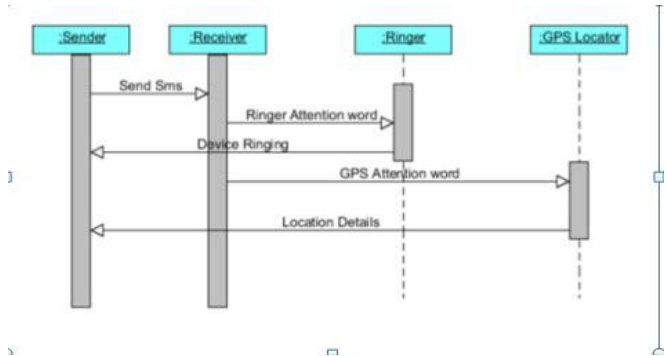 :Sender
:Receiver
:Ringer
:GPS Locator
Send Sms
Ringer Attention word
Device Ringing
GPS Attention word
Location Details